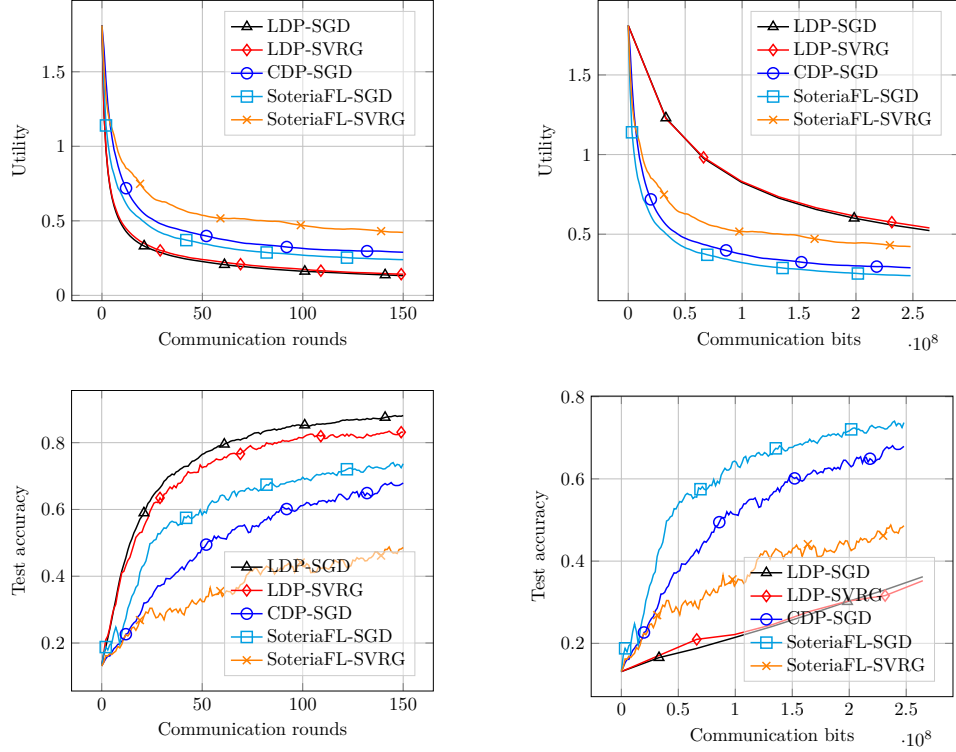 LDP-SGD
LDP-SVRG
CDP-SGD
SoteriaFL-SGD
SoteriaFL-SVRG
1.5
1
0.5
0
0
50
100
150
Utility
Communication rounds
LDP-SGD
LDP-SVRG
CDP-SGD
SoteriaFL-SGD
SoteriaFL-SVRG
1.5
1
0.5
0
0.5
1
1.5
2
2.5
·10⁸
Utility
Communication bits
0.8
0.6
0.4
0.2
0
50
100
150
Test accuracy
Communication rounds
LDP-SGD
LDP-SVRG
CDP-SGD
SoteriaFL-SGD
SoteriaFL-SVRG
0.8
0.6
0.4
0.2
0
0.5
1
1.5
2
2.5
·10⁸
Test accuracy
Communication bits
LDP-SGD
LDP-SVRG
CDP-SGD
SoteriaFL-SGD
SoteriaFL-SVRG